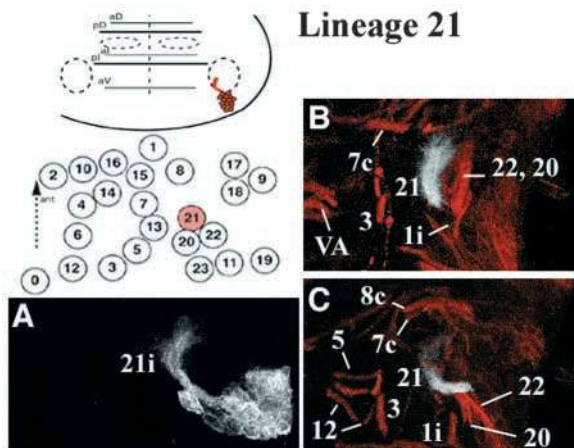 Lineage 21
aD
pD
aI
pI
aV
1
2 10 16 15 8 17 9
4 14 7 18
6 13 21
5 20 22
0 12 3 23 11 19
ant
A
21i
B
7c
21
22, 20
3
1i
VA
C
8c
7c
5
21
22
3
12
1i
20